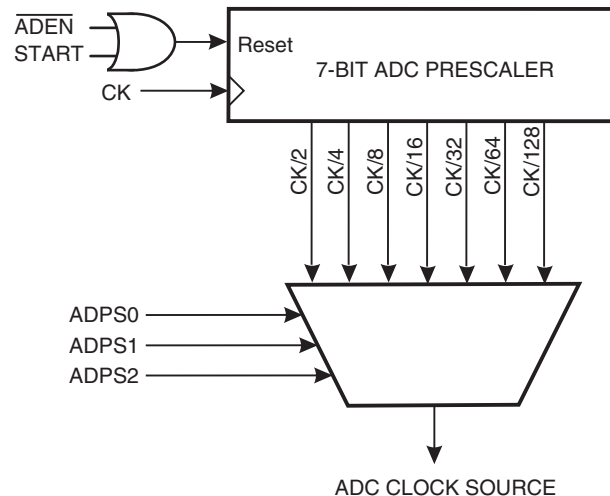 ADEN
START
Reset
CK
7-BIT ADC PRESCALER
CK/2
CK/4
CK/8
CK/16
CK/32
CK/64
CK/128
ADPS0
ADPS1
ADPS2
ADC CLOCK SOURCE